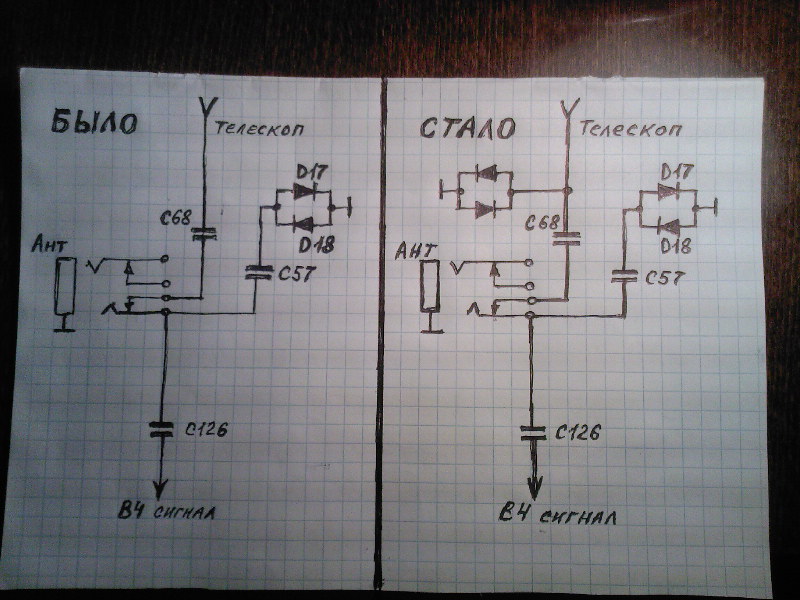 БЫЛО
Телескоп
D17
C68
D18
Ант
C57
C126
ВЧ сигнал
СТАЛО
Телескоп
D17
C68
D18
АНТ
C57
C126
ВЧ сигнал